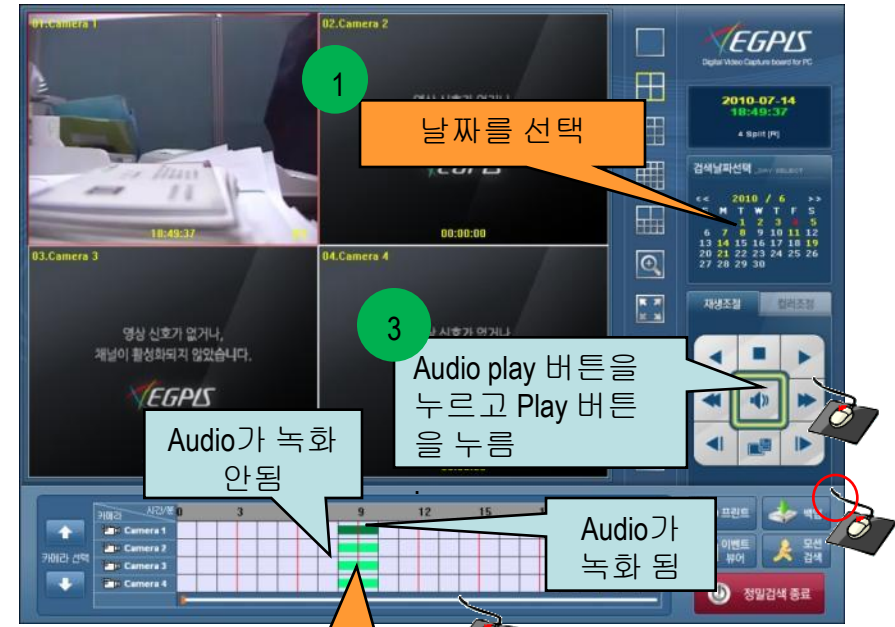 01.Camera 1
02.Camera 2
1
날짜를 선택
18:49:37
00:00:00
03.Camera 3
04.Camera 4
영상 신호가 없거나,
채널이 활성화되지 않았습니다.
VEGPIS
3
Audio play 버튼을
누르고 Play 버튼
을 누름
Audio가 녹화
안됨
Audio가
녹화 됨
VEGPIS
Digital Video Capture board for PC
2010-07-14
18:49:37
4 Split [R]
검색날짜선택 DAY SELECT
<< 2010 / 6 >>
S M T W T F S
1 2 3 4 5
6 7 8 9 10 11 12
13 14 15 16 17 18 19
20 21 22 23 24 25 26
27 28 29 30
재생조절 컬러조정
카메라 시간/분 0 3 9 12 15
Camera 1
Camera 2
Camera 3
Camera 4
카메라 선택
프린트
이벤트
뷰어
모션
검색
정밀검색 종료